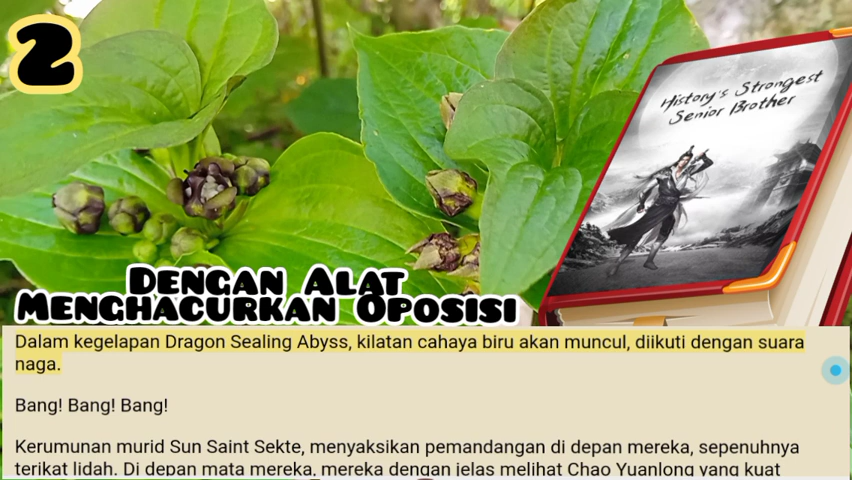 2
History's Strongest
Senior Brother
DENGAN ALAT
MENGHACURKAN OPOSISI
Dalam kegelapan Dragon Sealing Abyss, kilatan cahaya biru akan muncul, diikuti dengan suara
naga.
Bang! Bang! Bang!
Kerumunan murid Sun Saint Sekte, menyaksikan pemandangan di depan mereka, sepenuhnya
terikat lidah. Di depan mata mereka, mereka dengan jelas melihat Chao Yuanlong yang kuat